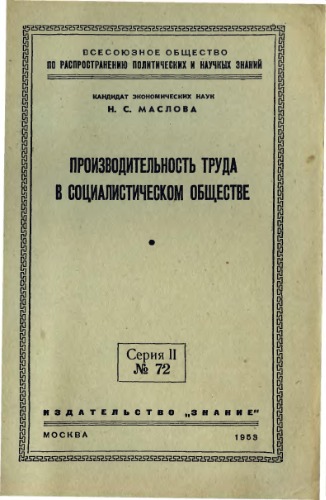 ВСЕСОЮЗНОЕ ОБЩЕСТВО
ПО РАСПРОСТРАНЕНИЮ ПОЛИТИЧЕСКИХ И НАУЧНЫХ ЗНАНИЙ
КАНДИДАТ ЭКОНОМИЧЕСКИХ НАУК
Н. С. МАСЛОВА
ПРОИЗВОДИТЕЛЬНОСТЬ ТРУДА
В СОЦИАЛИСТИЧЕСКОМ ОБЩЕСТВЕ
Серия II
№ 72
ИЗДАТЕЛЬСТВО „ЗНАНИЕ"
МОСКВА 1953